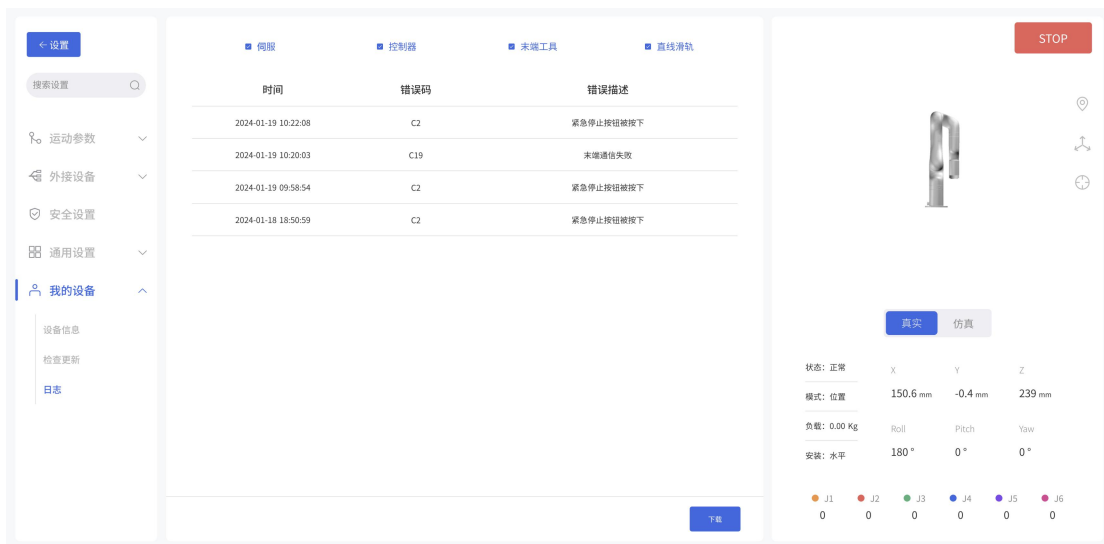 ← 设置
搜索设置
运动参数
外接设备
安全设置
通用设置
我的设备
设备信息
检查更新
日志
伺服 控制器 末端工具 直线滑轨
时间 错误码 错误描述
2024-01-19 10:22:08 C2 紧急停止按钮被按下
2024-01-19 10:20:03 C19 末端通信失败
2024-01-19 09:58:54 C2 紧急停止按钮被按下
2024-01-18 18:50:59 C2 紧急停止按钮被按下
下载
STOP
真实 仿真
状态：正常
模式：位置
负载：0.00 Kg
安装：水平
X Y Z
150.6 mm -0.4 mm 239 mm
Roll Pitch Yaw
180 ° 0 ° 0 °
J1 J2 J3 J4 J5 J6
0 0 0 0 0 0